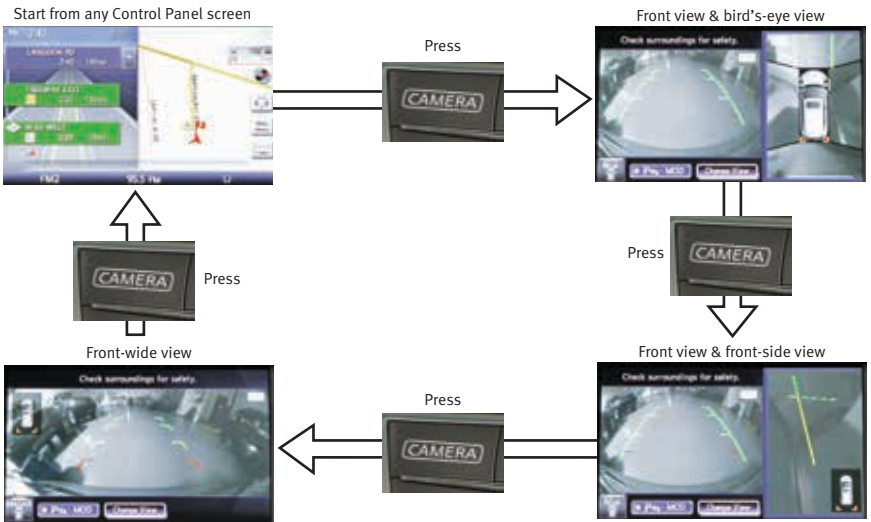 Start from any Control Panel screen
Front view & bird's-eye view
Press
CAMERA
Check surroundings for safety.
Change View
FM2
95.5 FM
Press
CAMERA
CAMERA
Press
Front-wide view
Front view & front-side view
Check surroundings for safety.
Change View
Press
CAMERA
Check surroundings for safety.
Change View